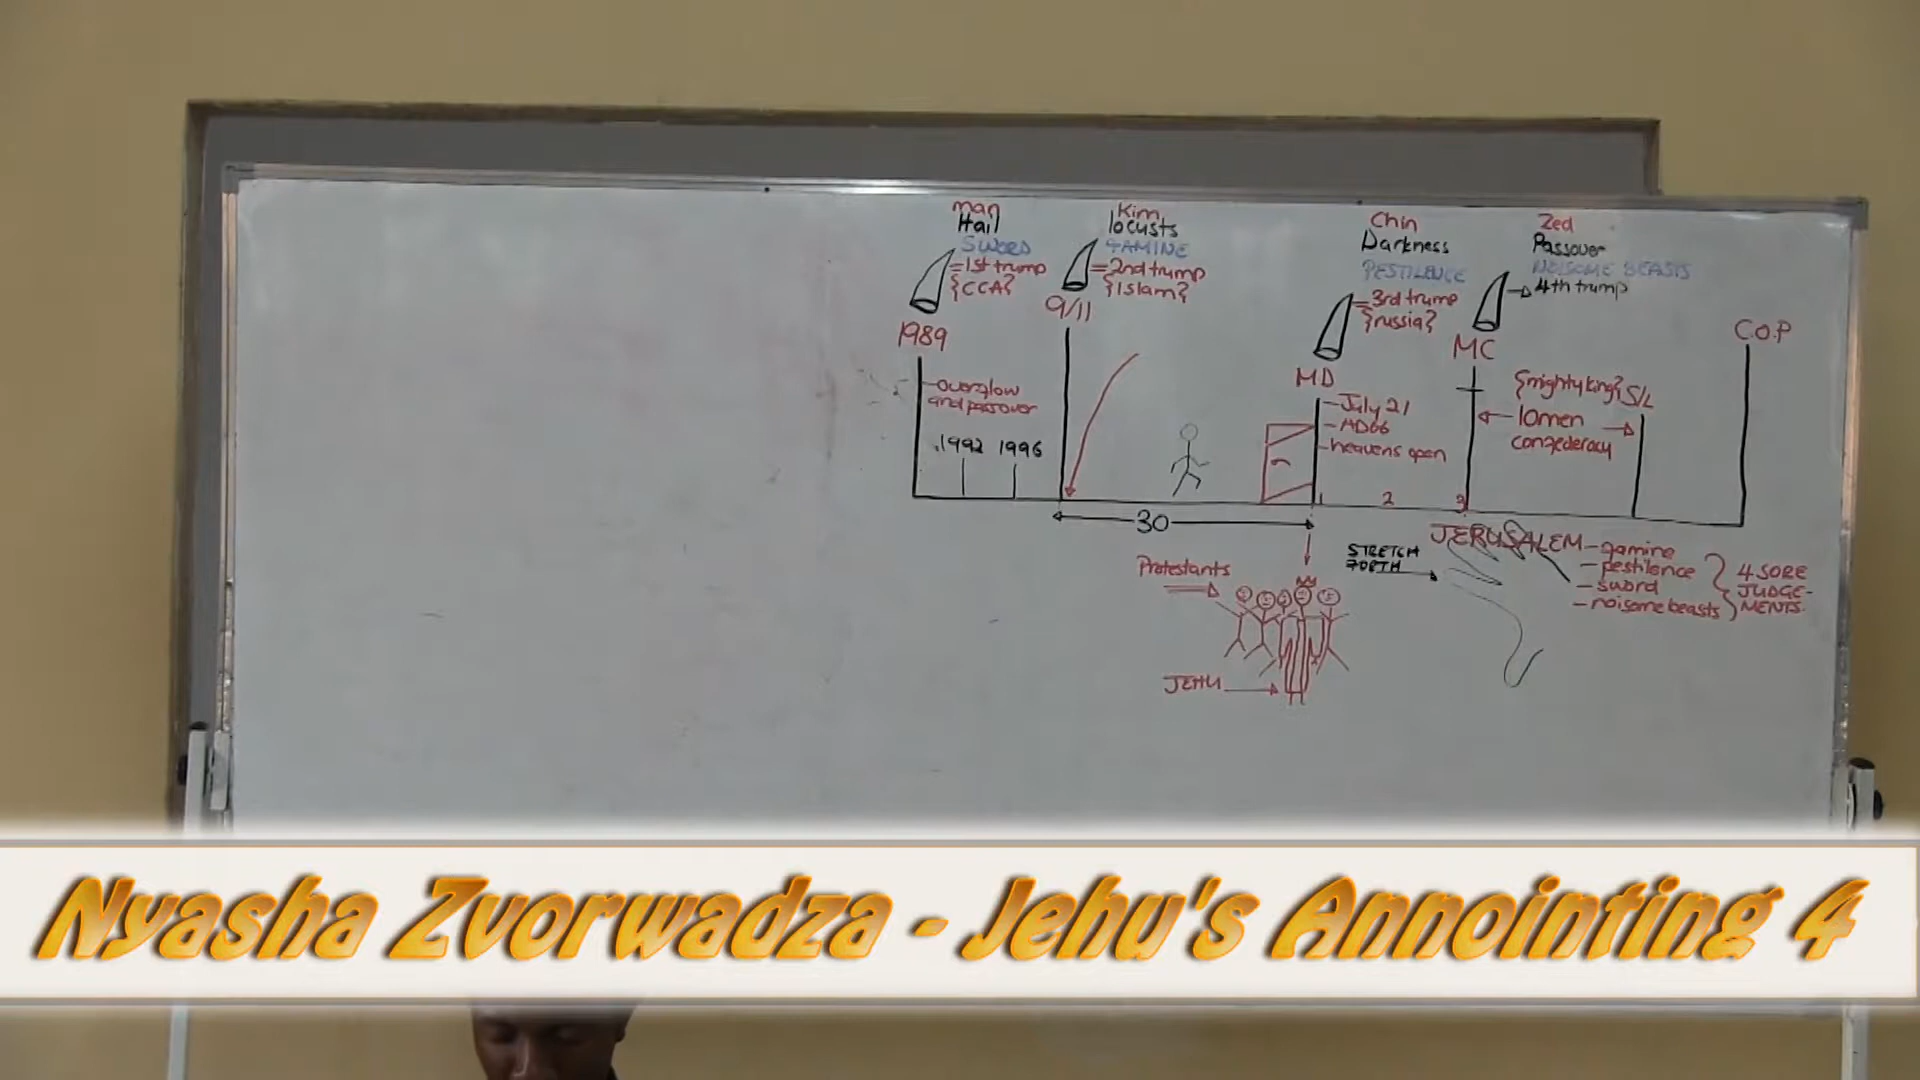 man
Hail
SWORD
=1st trump
{CCA}
1989
overflow
and passover
1992
1996
Kim
locusts
FAMINE
=2nd trump
{Islam}
9/11
30
Chin
Darkness
PESTILENCE
=3rd trump
{russia}
MD
-July 21
-AD66
-heavens open
1 2 3
Zed
Passover
NOISOME BEASTS
4th trump
MC
{mighty king}
S/L
10men
confederacy
C.O.P
Protestants
JEHU
STRETCH
FORTH
JERUSALEM
-famine
-pestilence
-sword
-noisome beasts
4 SORE
JUDGE-
MENTS.
Nyasha Zvorwadza - Jehu's Annointing 4